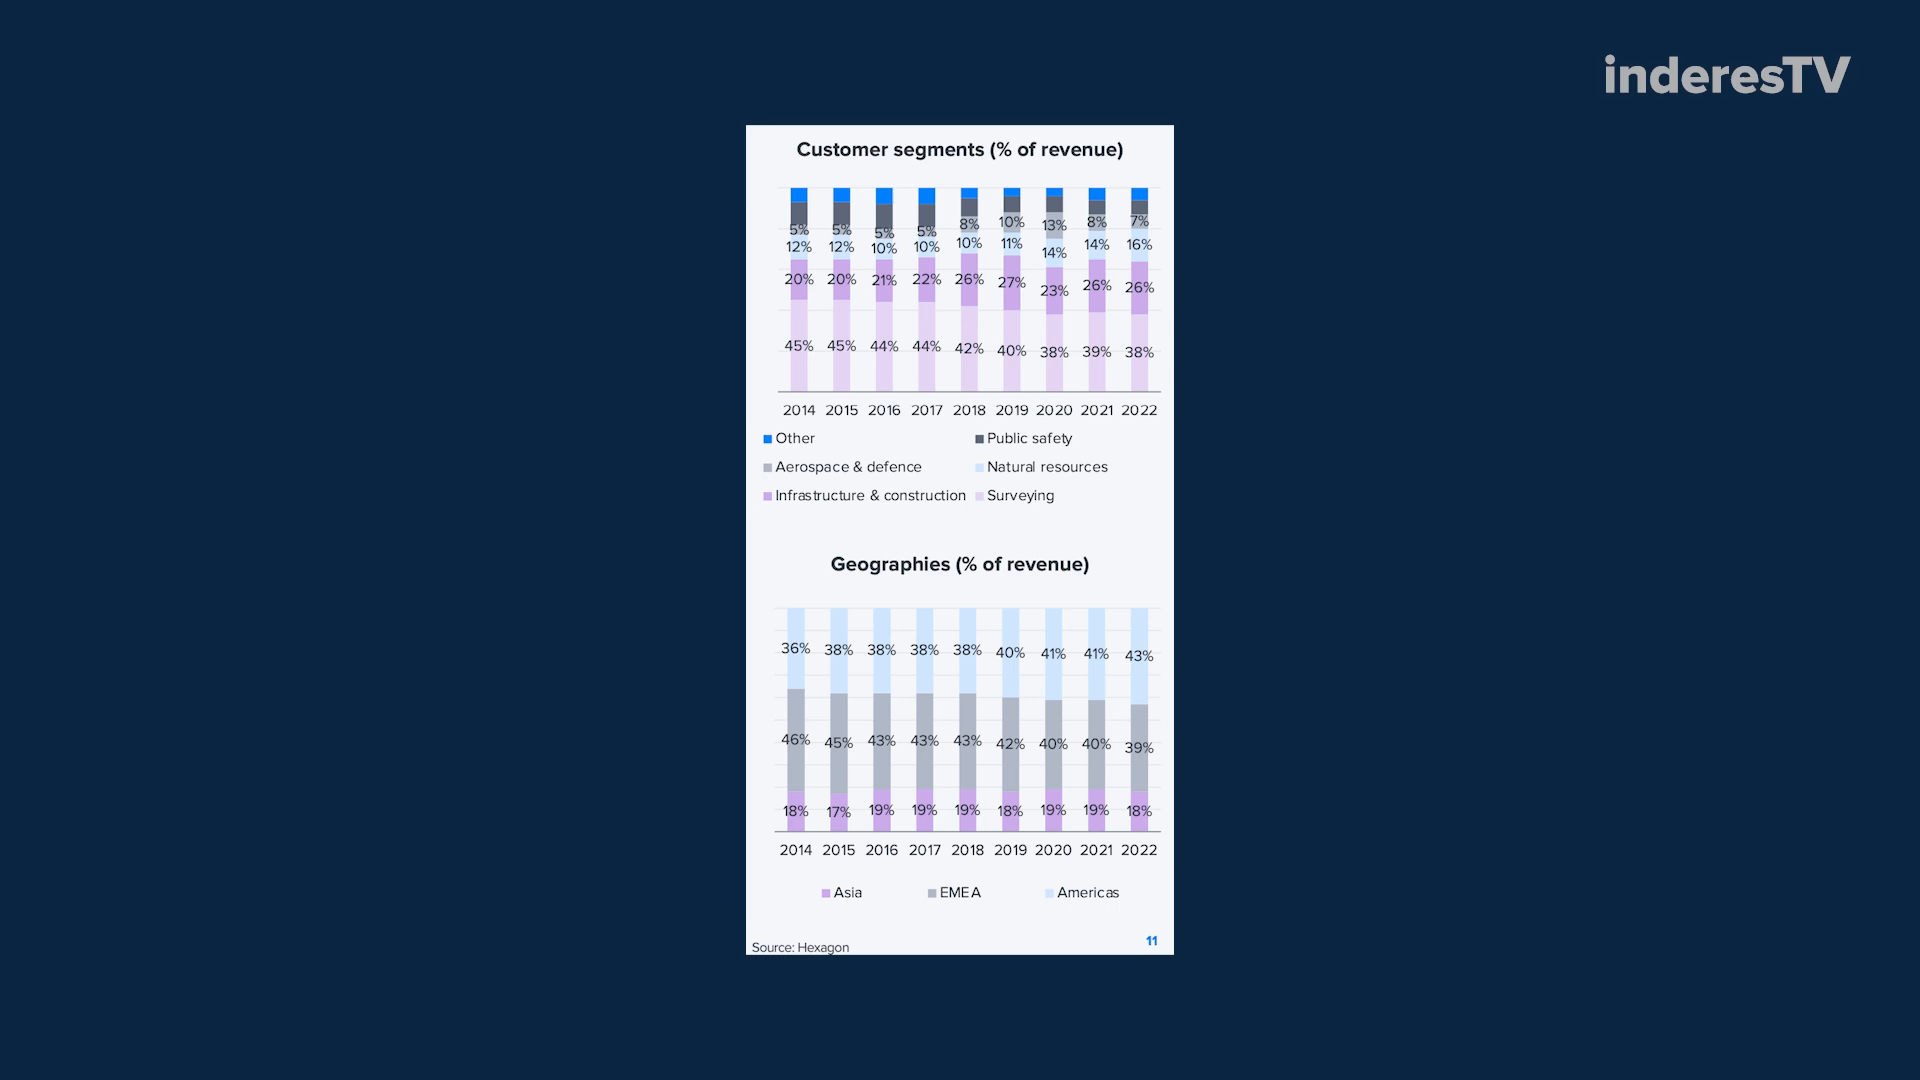 inderesTV
Customer segments (% of revenue)
5% 5% 5% 5% 8% 10% 13% 8% 7%
12% 12% 10% 10% 10% 11% 14% 14% 16%
20% 20% 21% 22% 26% 27% 23% 26% 26%
45% 45% 44% 44% 42% 40% 38% 39% 38%
2014 2015 2016 2017 2018 2019 2020 2021 2022
Other Public safety
Aerospace & defence Natural resources
Infrastructure & construction Surveying
Geographies (% of revenue)
36% 38% 38% 38% 38% 40% 41% 41% 43%
46% 45% 43% 43% 43% 42% 40% 40% 39%
18% 17% 19% 19% 19% 18% 19% 19% 18%
2014 2015 2016 2017 2018 2019 2020 2021 2022
Asia EMEA Americas
Source: Hexagon 11